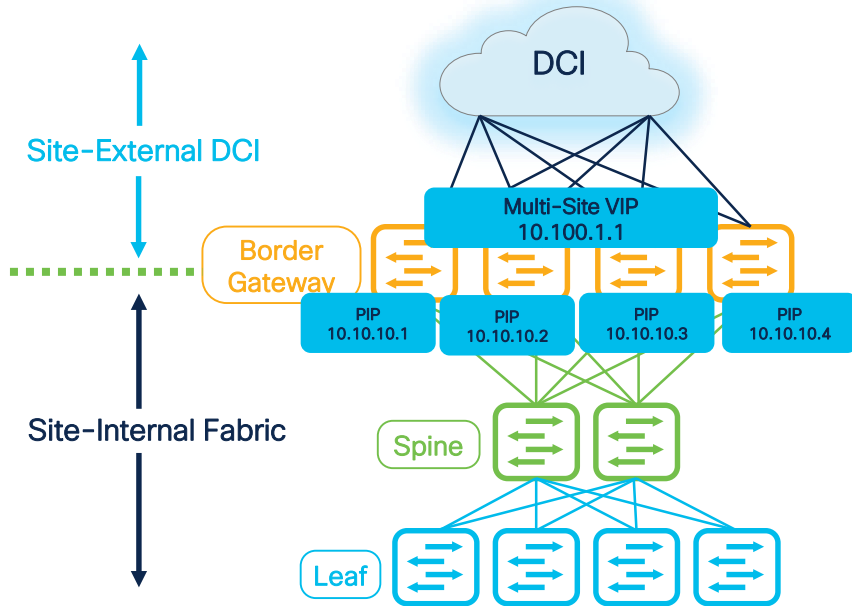 DCI
Site-External DCI
Multi-Site VIP
10.100.1.1
Border
Gateway
PIP
10.10.10.1
PIP
10.10.10.2
PIP
10.10.10.3
PIP
10.10.10.4
Site-Internal Fabric
Spine
Leaf